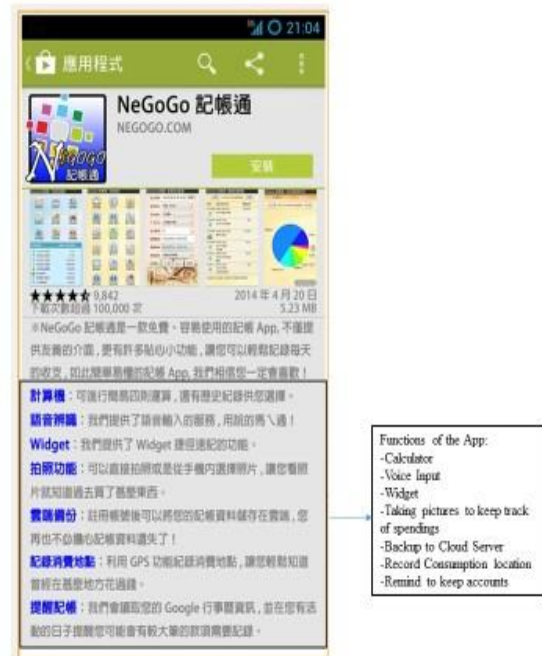 21:04
應用程式
NeGoGo 記帳通
NEGOGO.COM
安裝
NEGOGO
記帳通
9,842
下載次數超過 100,000 次
2014 年 4 月 20 日
5.23 MB
※NeGoGo 記帳通是一款免費、容易使用的記帳 App, 不僅提
供友善的介面, 更有許多貼心小功能, 讓您可以輕鬆記錄每天
的收支, 如此簡單易懂的記帳 App, 我們相信您一定會喜歡！
計算機：可進行簡易四則運算, 還有歷史紀錄供您選擇。
語音辨識：我們提供了語音輸入的服務, 用說的馬ㄟ通！
Widget：我們提供了 Widget 捷徑速記的功能。
拍照功能：可以直接拍照或是從手機內選擇照片, 讓您看照
片就知道過去買了甚麼東西。
雲端備份：註冊帳號後可以將您的記帳資料儲存在雲端, 您
再也不必擔心記帳資料遺失了！
記錄消費地點：利用 GPS 功能紀錄消費地點, 讓您輕鬆知道
曾經在甚麼地方花過錢。
提醒記帳：我們會讀取您的 Google 行事曆資訊, 並在您有活
動的日子提醒您可能會有較大筆的款項需要記錄。
Functions of the App:
-Calculator
-Voice Input
-Widget
-Taking pictures to keep track
of spendings
-Backup to Cloud Server
-Record Consumption location
-Remind to keep accounts